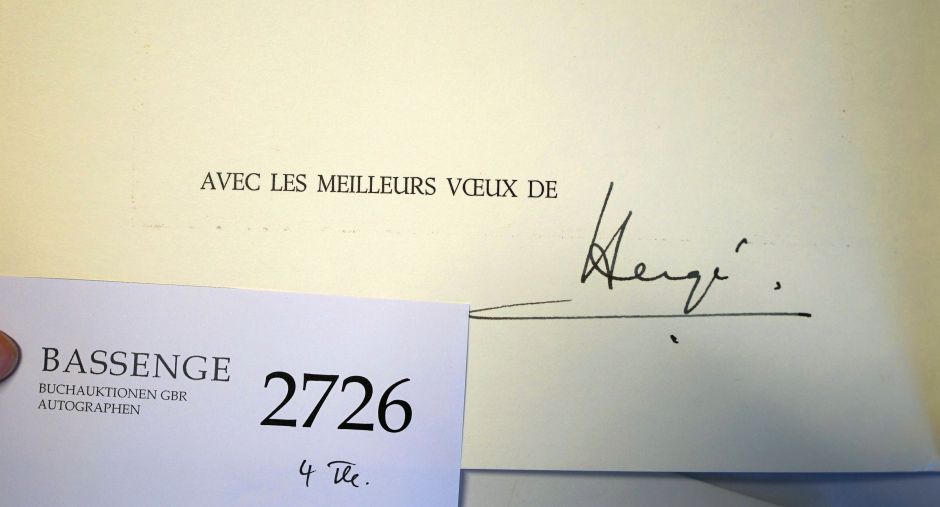 AVEC LES MEILLEURS VŒUX DE
Hergé.
BASSENGE
BUCHAUKTIONEN GBR
AUTOGRAPHEN
2726
4 Tle.